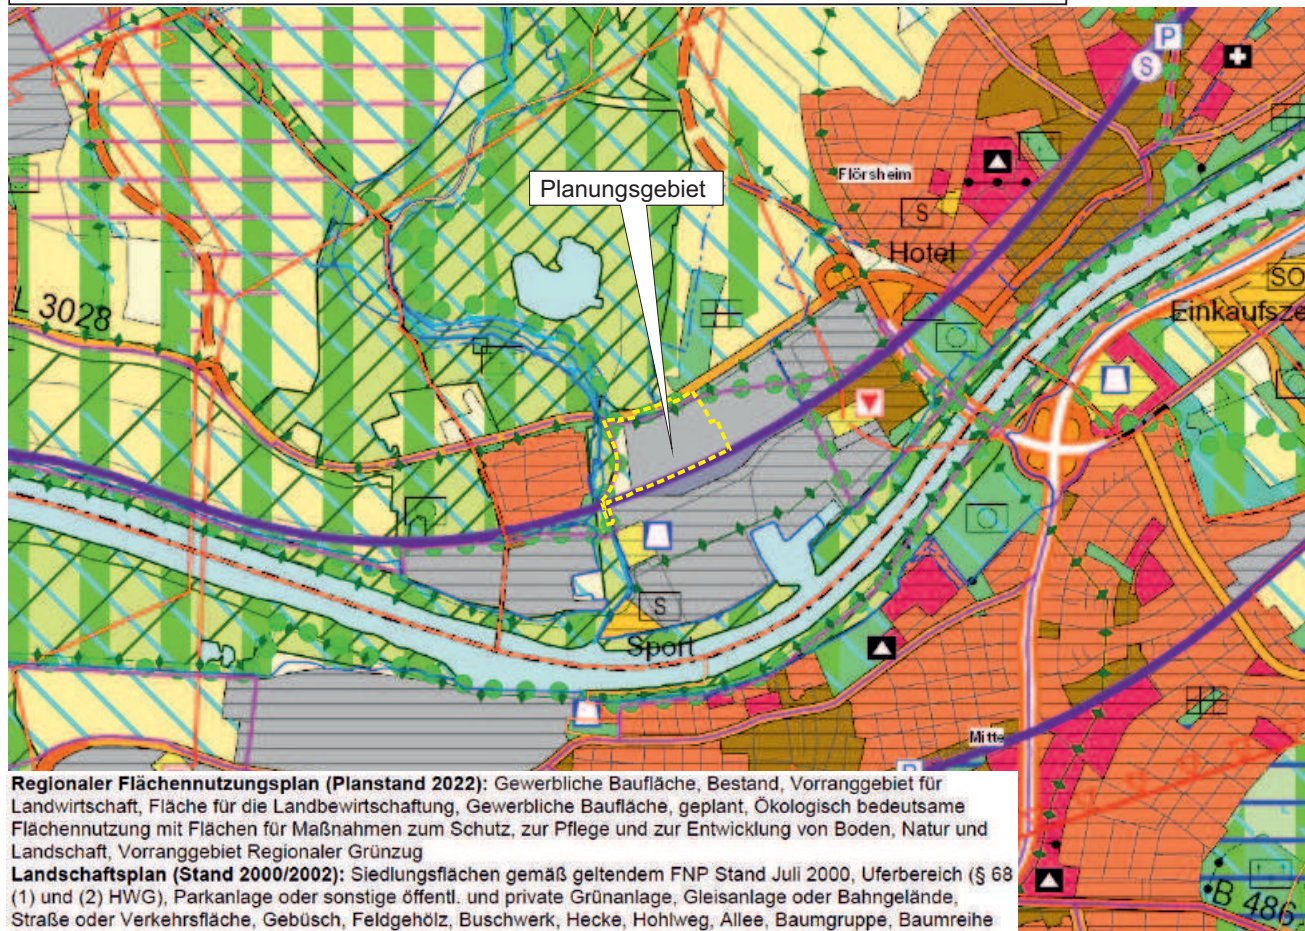 P
S
Flörsheim
Planungsgebiet
S
Hotel
L 3028
SO
Einkaufsze
S
Sport
Mitte
P
Regionaler Flächennutzungsplan (Planstand 2022): Gewerbliche Baufläche, Bestand, Vorranggebiet für
Landwirtschaft, Fläche für die Landbewirtschaftung, Gewerbliche Baufläche, geplant, Ökologisch bedeutsame
Flächennutzung mit Flächen für Maßnahmen zum Schutz, zur Pflege und zur Entwicklung von Boden, Natur und
Landschaft, Vorranggebiet Regionaler Grünzug
Landschaftsplan (Stand 2000/2002): Siedlungsflächen gemäß geltendem FNP Stand Juli 2000, Uferbereich (§ 68
(1) und (2) HWG), Parkanlage oder sonstige öffentl. und private Grünanlage, Gleisanlage oder Bahngelände,
Straße oder Verkehrsfläche, Gebüsch, Feldgehölz, Buschwerk, Hecke, Hohlweg, Allee, Baumgruppe, Baumreihe
B 486